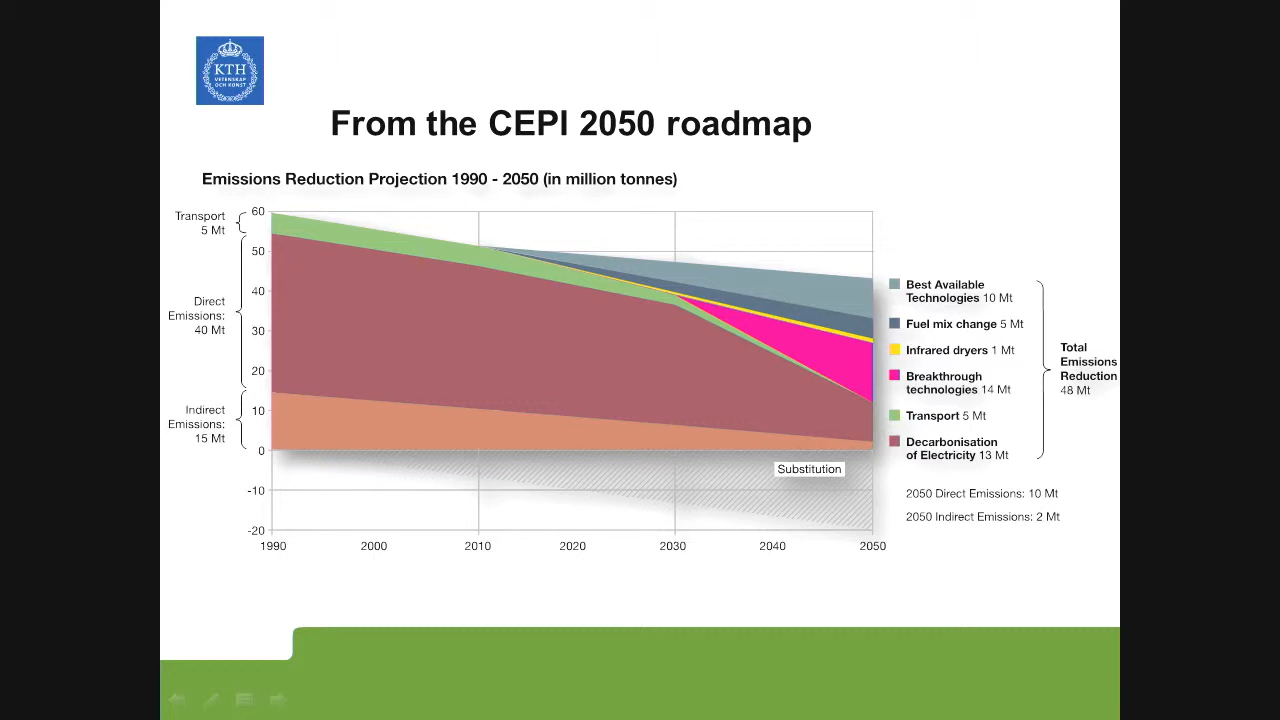 KTH
VETENSKAP
OCH KONST
From the CEPI 2050 roadmap
Emissions Reduction Projection 1990 - 2050 (in million tonnes)
Transport
5 Mt
Direct
Emissions:
40 Mt
Indirect
Emissions:
15 Mt
60
50
40
30
20
10
0
-10
-20
1990
2000
2010
2020
2030
2040
2050
Substitution
Best Available
Technologies 10 Mt
Fuel mix change 5 Mt
Infrared dryers 1 Mt
Breakthrough
technologies 14 Mt
Transport 5 Mt
Decarbonisation
of Electricity 13 Mt
Total
Emissions
Reduction
48 Mt
2050 Direct Emissions: 10 Mt
2050 Indirect Emissions: 2 Mt